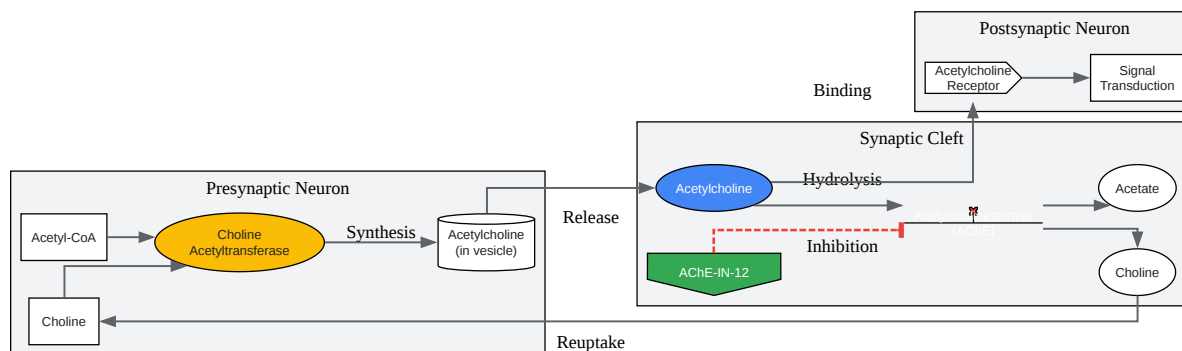 Postsynaptic Neuron
Acetylcholine
Receptor
Signal
Transduction
Binding
Synaptic Cleft
Acetylcholine
Hydrolysis
Acetate
(AChE)
Inhibition
AChE-IN-12
Choline
Presynaptic Neuron
Acetyl-CoA
Choline
Acetyltransferase
Synthesis
Acetylcholine
(in vesicle)
Release
Choline
Reuptake